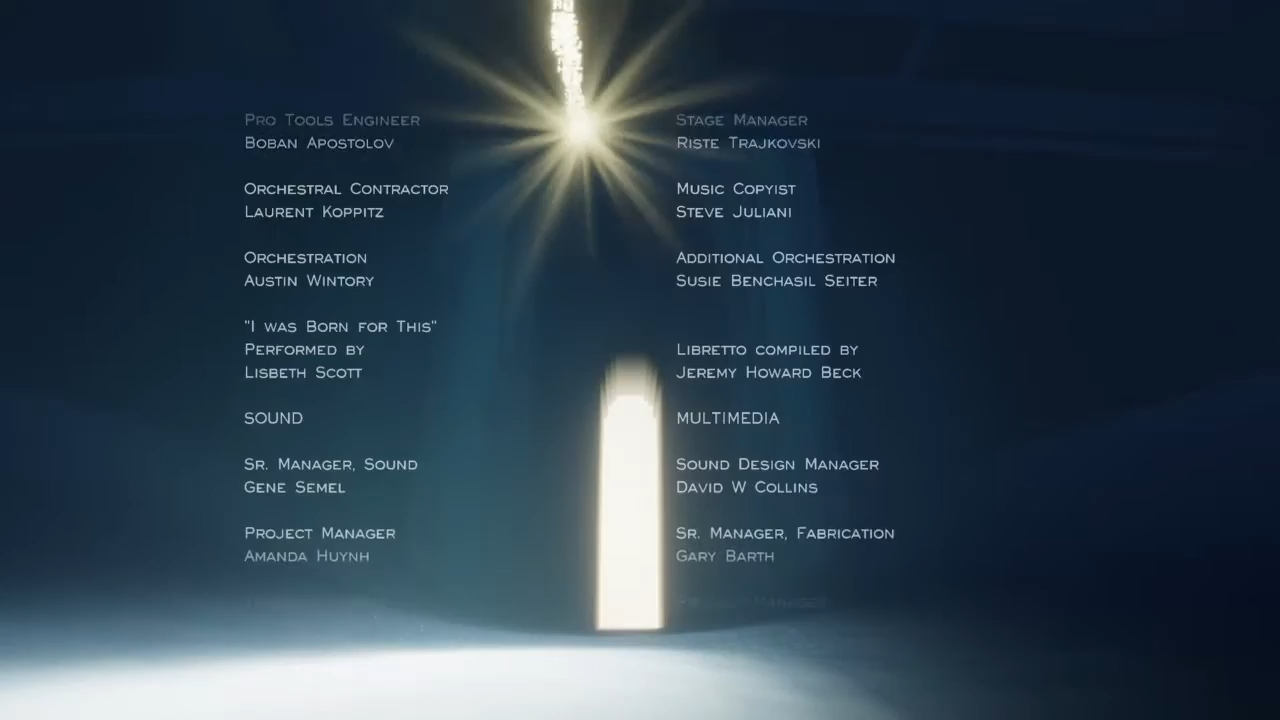 Pro Tools Engineer
Boban Apostolov
Orchestral Contractor
Laurent Koppitz
Orchestration
Austin Wintory
"I was Born for This"
Performed by
Lisbeth Scott
SOUND
Sr. Manager, Sound
Gene Semel
Project Manager
Amanda Huynh
Stage Manager
Riste Trajkovski
Music Copyist
Steve Juliani
Additional Orchestration
Susie Benchasil Seiter
Libretto compiled by
Jeremy Howard Beck
MULTIMEDIA
Sound Design Manager
David W Collins
Sr. Manager, Fabrication
Gary Barth
Manager